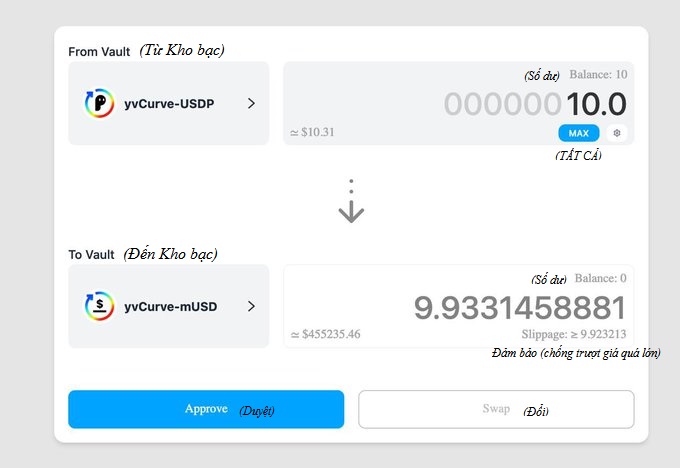 From Vault (Từ Kho bạc)
yvCurve-USDP
(Số dư) Balance: 10
00000010.0
≃ $10.31
MAX
(TẤT CẢ)
To Vault (Đến Kho bạc)
yvCurve-mUSD
(Số dư) Balance: 0
9.9331458881
≃ $455235.46
Slippage: ≥ 9.923213
Đảm bảo (chống trượt giá quá lớn)
Approve (Duyệt)
Swap (Đổi)